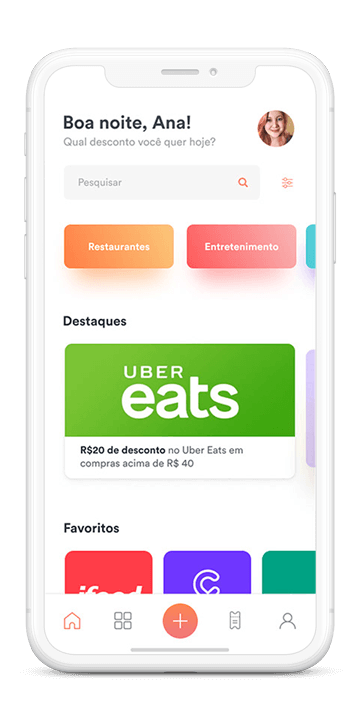 Boa noite, Ana!
Qual desconto você quer hoje?
Pesquisar
Restaurantes
Entretenimento
Destaques
UBER
eats
R$20 de desconto no Uber Eats em
compras acima de R$ 40
Favoritos
ifood